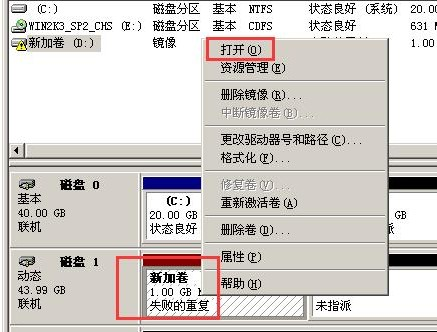 (C:) 磁盘分区 基本 NTFS 状态良好 (系统) 20.00
WIN2K3_SP2_CHS (E:) 磁盘分区 基本 CDFS 状态良好 631 M
新加卷 (D:) 镜像 1.00
打开(O)
资源管理(E)
删除镜像(R)...
中断镜像卷(B)...
更改驱动器号和路径(C)...
格式化(F)...
修复卷(V)...
重新激活卷(A)
删除卷(D)...
属性(P)
帮助(H)
磁盘 0
基本
40.00 GB
联机
(C:)
20.00 GB
状态良好
磁盘 1
动态
43.99 GB
联机
新加卷
1.00 GB
失败的重复
未指派